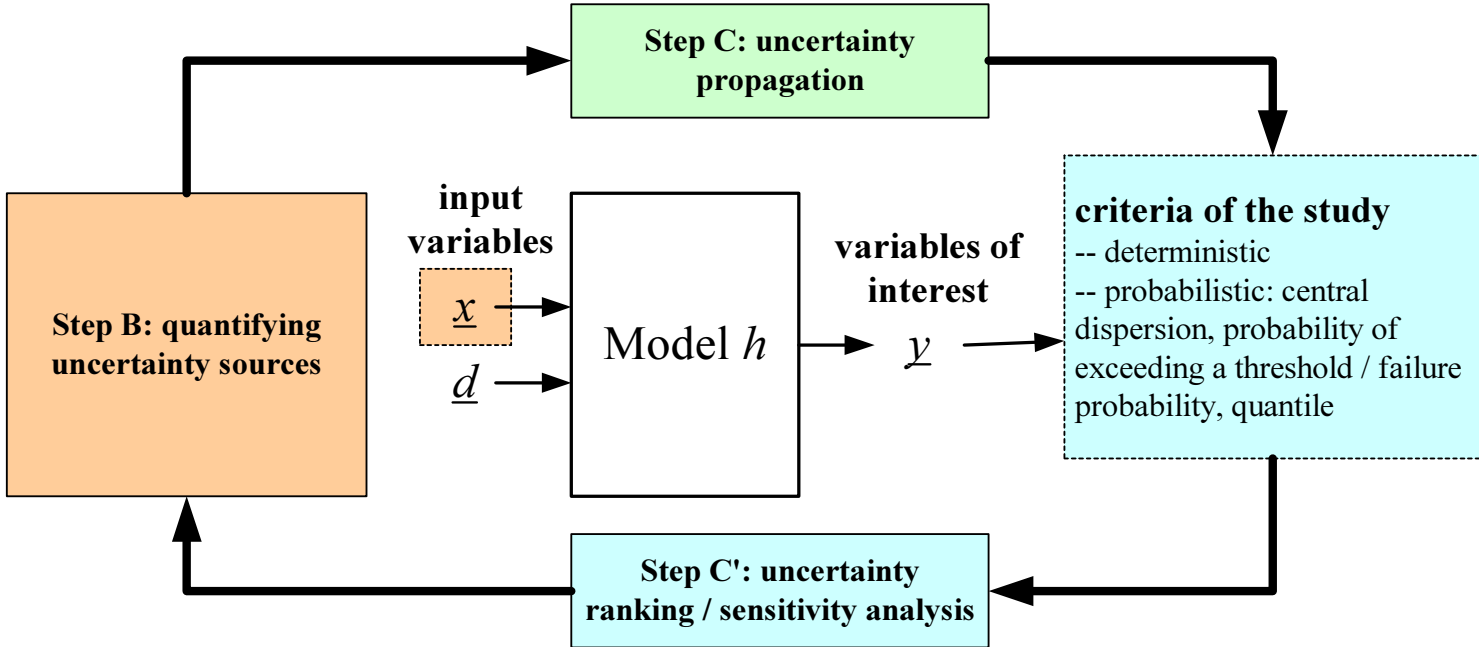 Step C: uncertainty
propagation
Step B: quantifying
uncertainty sources
input
variables
x
d
Model h
variables of
interest
y
criteria of the study
-- deterministic
-- probabilistic: central
dispersion, probability of
exceeding a threshold / failure
probability, quantile
Step C': uncertainty
ranking / sensitivity analysis